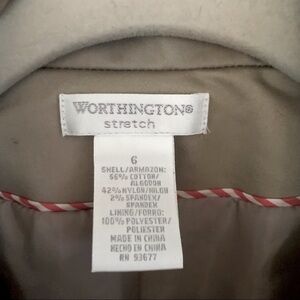 WORTHINGTON®
stretch
6
SHELL/ARMAZON:
56% COTTON/
ALGODON
42% NYLON/NILON
2% SPANDEX/
SPANDEX
LINING/FORRO:
100% POLYESTER/
POLIESTER
MADE IN CHINA
HECHO EN CHINA
RN 93677